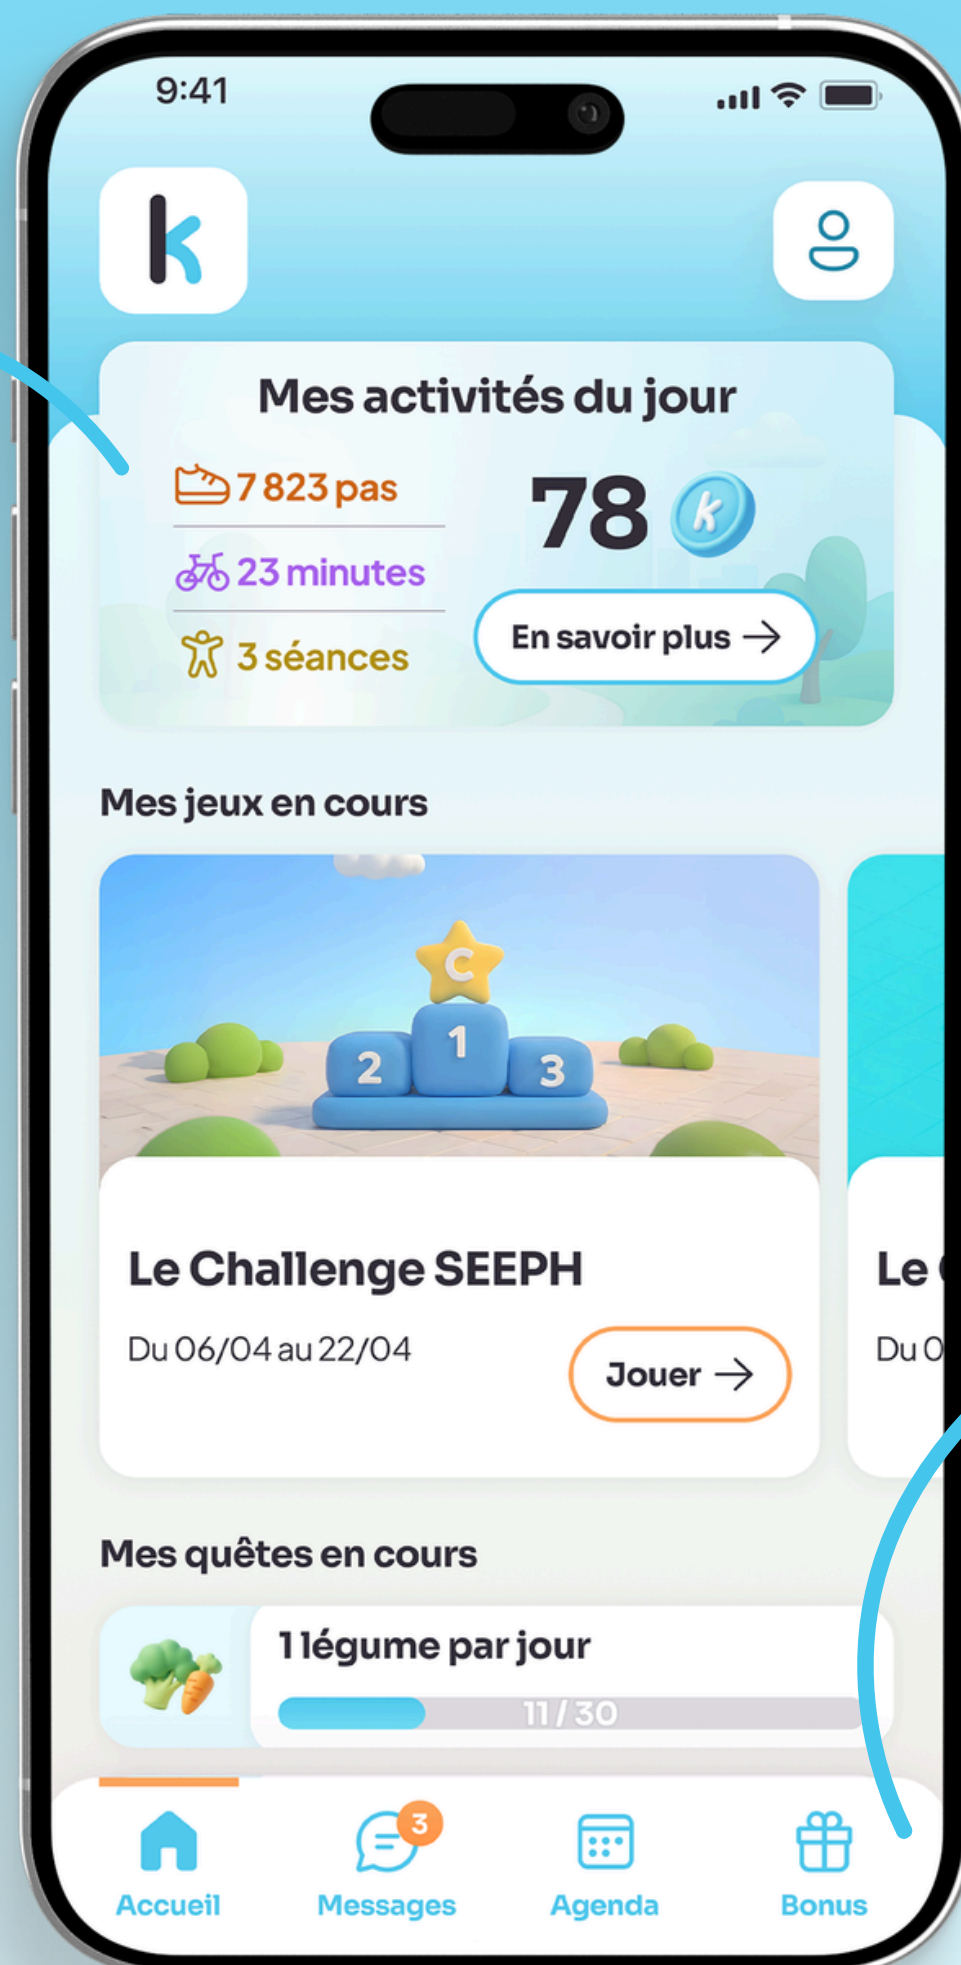 9:41
k
Mes activités du jour
7 823 pas
78 k
23 minutes
En savoir plus →
3 séances
Mes jeux en cours
C
2 1 3
Le Challenge SEEPH
Du 06/04 au 22/04
Jouer →
Le
Du 0
Mes quêtes en cours
1 légume par jour
11 / 30
3
Accueil
Messages
Agenda
Bonus